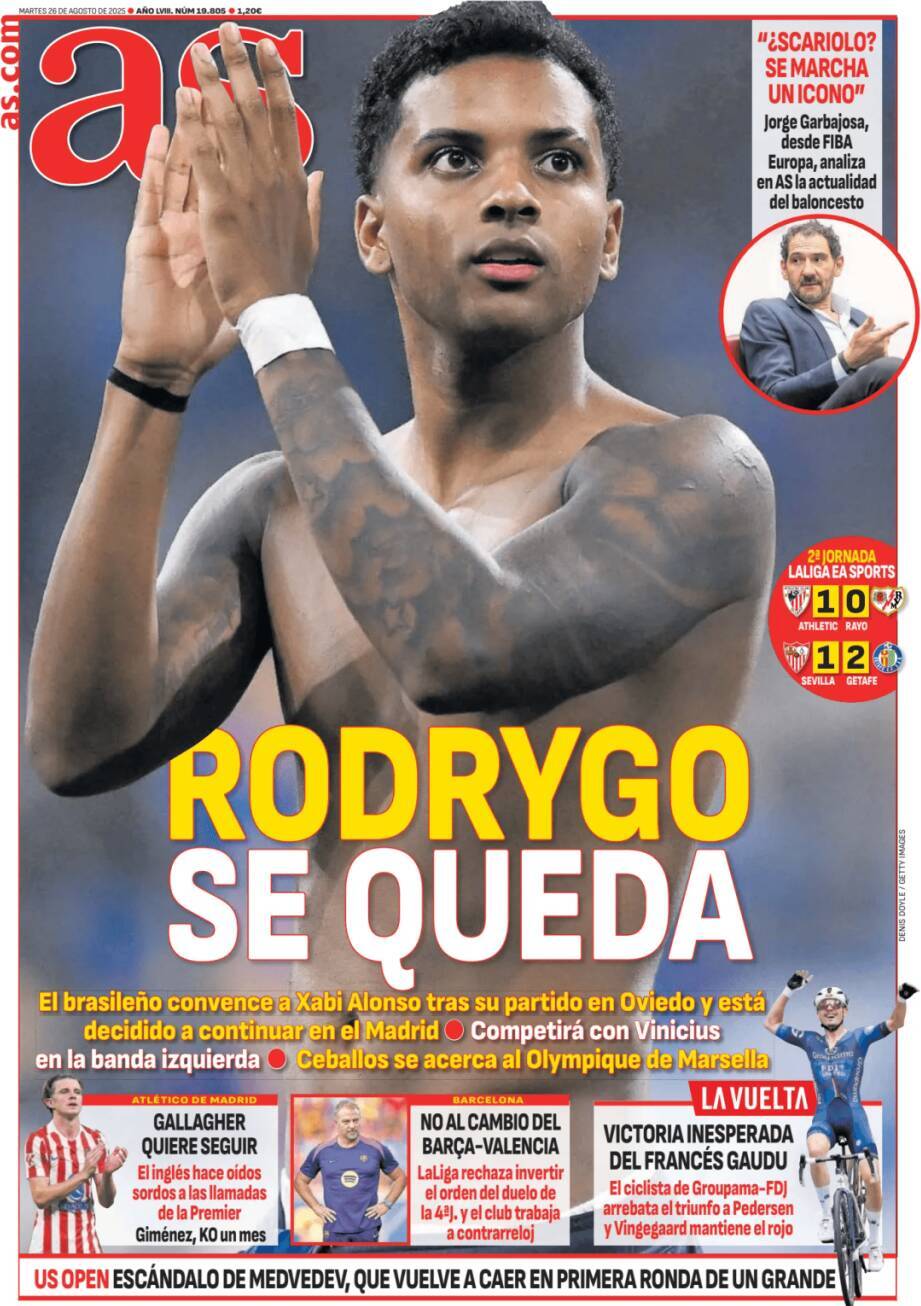 MARTES 26 DE AGOSTO DE 2025 ● AÑO LVIII. NÚM 19.805 ● 1,20€
as.com
as
“¿SCARIOLO?
SE MARCHA
UN ICONO”
Jorge Garbajosa,
desde FIBA
Europa, analiza
en AS la actualidad
del baloncesto
2ª JORNADA
LALIGA EA SPORTS
1 0
ATHLETIC RAYO
1 2
SEVILLA GETAFE
RODRYGO
SE QUEDA
DENIS DOYLE / GETTY IMAGES
El brasileño convence a Xabi Alonso tras su partido en Oviedo y está
decidido a continuar en el Madrid ● Competirá con Vinicius
en la banda izquierda ● Ceballos se acerca al Olympique de Marsella
ATLÉTICO DE MADRID
GALLAGHER
QUIERE SEGUIR
El inglés hace oídos
sordos a las llamadas
de la Premier
Giménez, KO un mes
BARCELONA
NO AL CAMBIO DEL
BARÇA-VALENCIA
LaLiga rechaza invertir
el orden del duelo de
la 4ªJ. y el club trabaja
a contrarreloj
LA VUELTA
VICTORIA INESPERADA
DEL FRANCÉS GAUDU
El ciclista de Groupama-FDJ
arrebata el triunfo a Pedersen
y Vingegaard mantiene el rojo
US OPEN ESCÁNDALO DE MEDVEDEV, QUE VUELVE A CAER EN PRIMERA RONDA DE UN GRANDE